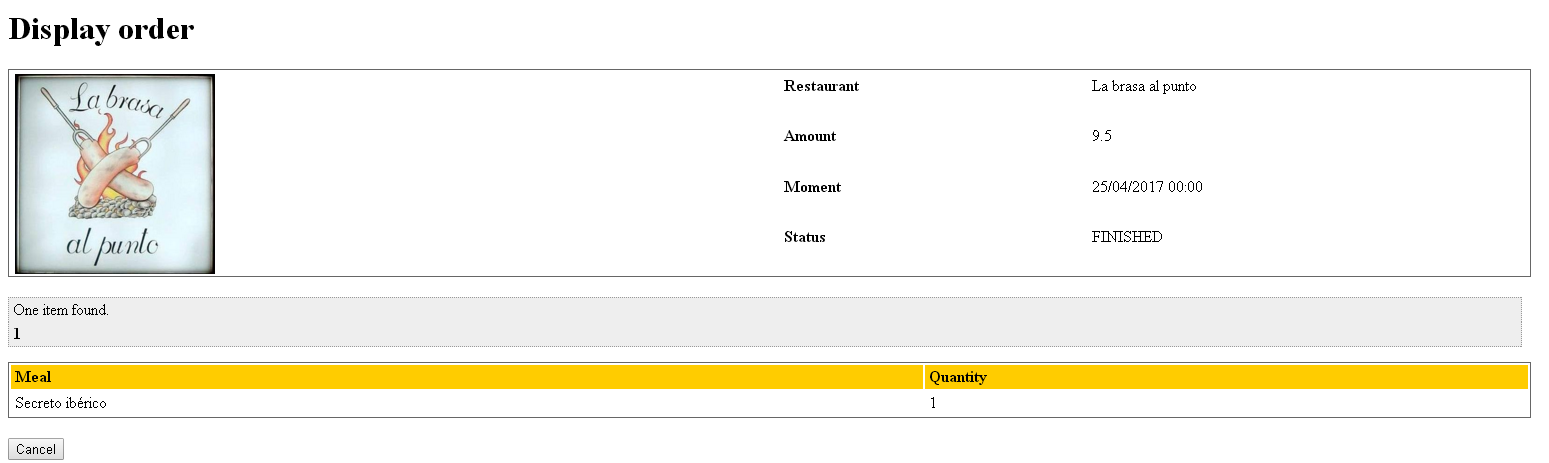 Display order
La brasa
al punto
Restaurant La brasa al punto
Amount 9.5
Moment 25/04/2017 00:00
Status FINISHED
One item found.
1
Meal Quantity
Secreto ibérico 1
Cancel